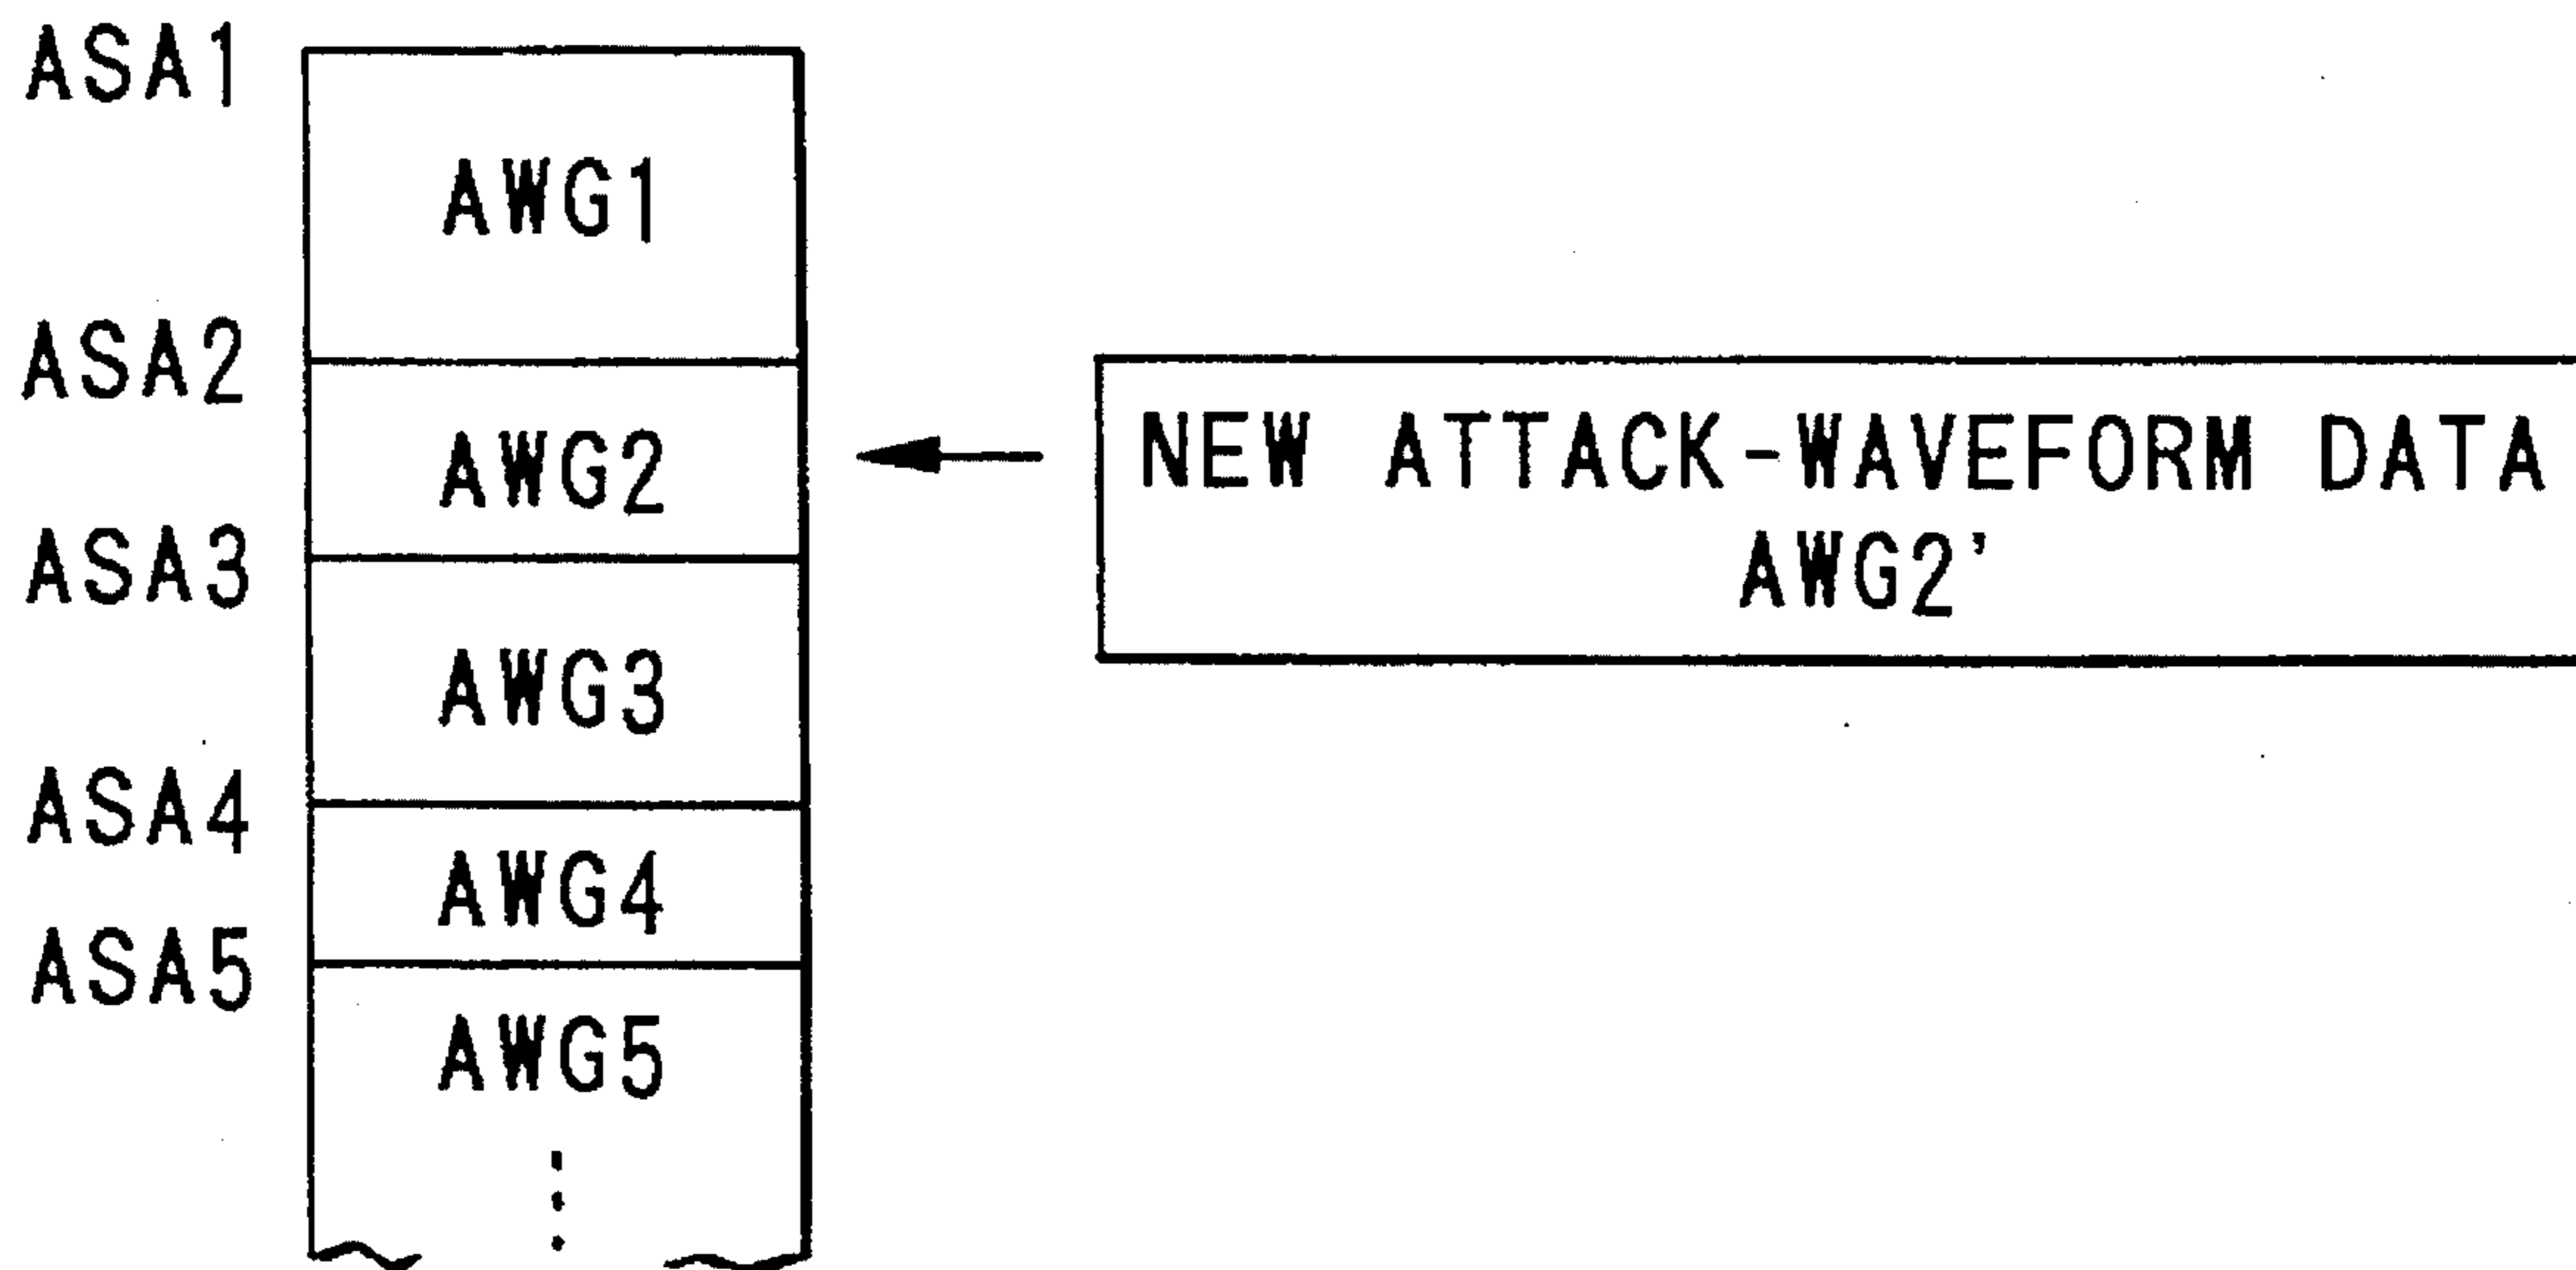 ASA1
AWG1
ASA2
AWG2
NEW ATTACK-WAVEFORM DATA
AWG2'
ASA3
AWG3
ASA4
AWG4
ASA5
AWG5